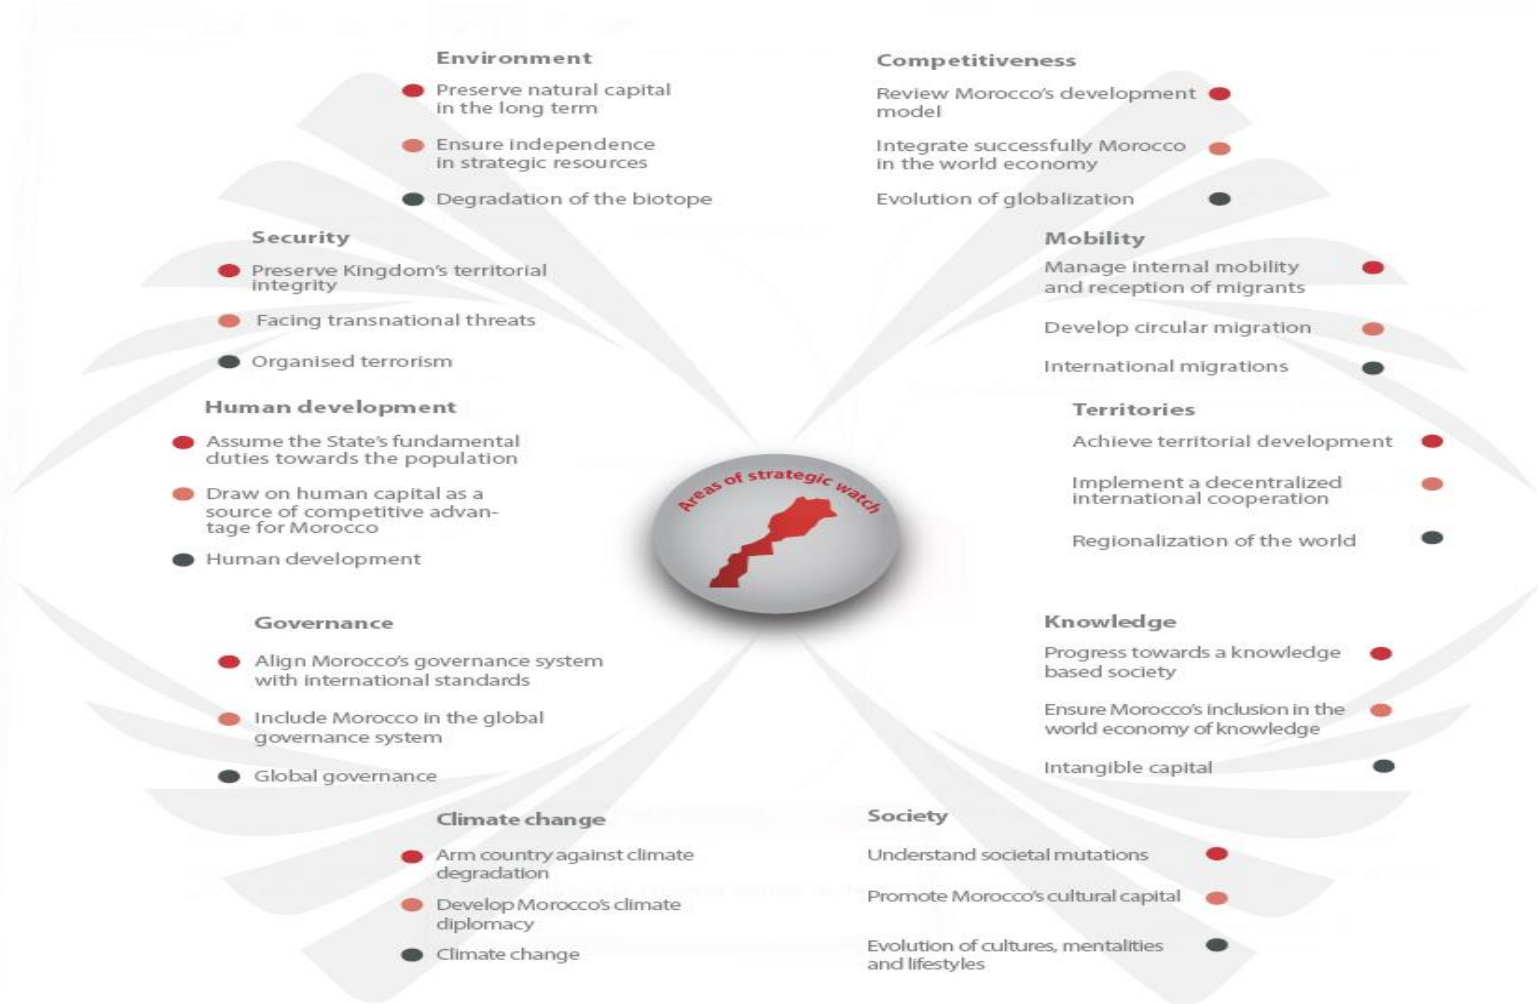 Environment
Preserve natural capital
in the long term
Ensure independence
in strategic resources
Degradation of the biotope
Competitiveness
Review Morocco's development
model
Integrate successfully Morocco
in the world economy
Evolution of globalization
Security
Preserve Kingdom's territorial
integrity
Facing transnational threats
Organised terrorism
Mobility
Manage internal mobility
and reception of migrants
Develop circular migration
International migrations
Human development
Assume the State's fundamental
duties towards the population
Draw on human capital as a
source of competitive advan-
tage for Morocco
Human development
Territories
Achieve territorial development
Implement a decentralized
international cooperation
Regionalization of the world
Areas of strategic watch
Governance
Align Morocco's governance system
with international standards
Include Morocco in the global
governance system
Global governance
Knowledge
Progress towards a knowledge
based society
Ensure Morocco's inclusion in the
world economy of knowledge
Intangible capital
Climate change
Arm country against climate
degradation
Develop Morocco's climate
diplomacy
Climate change
Society
Understand societal mutations
Promote Morocco's cultural capital
Evolution of cultures, mentalities
and lifestyles